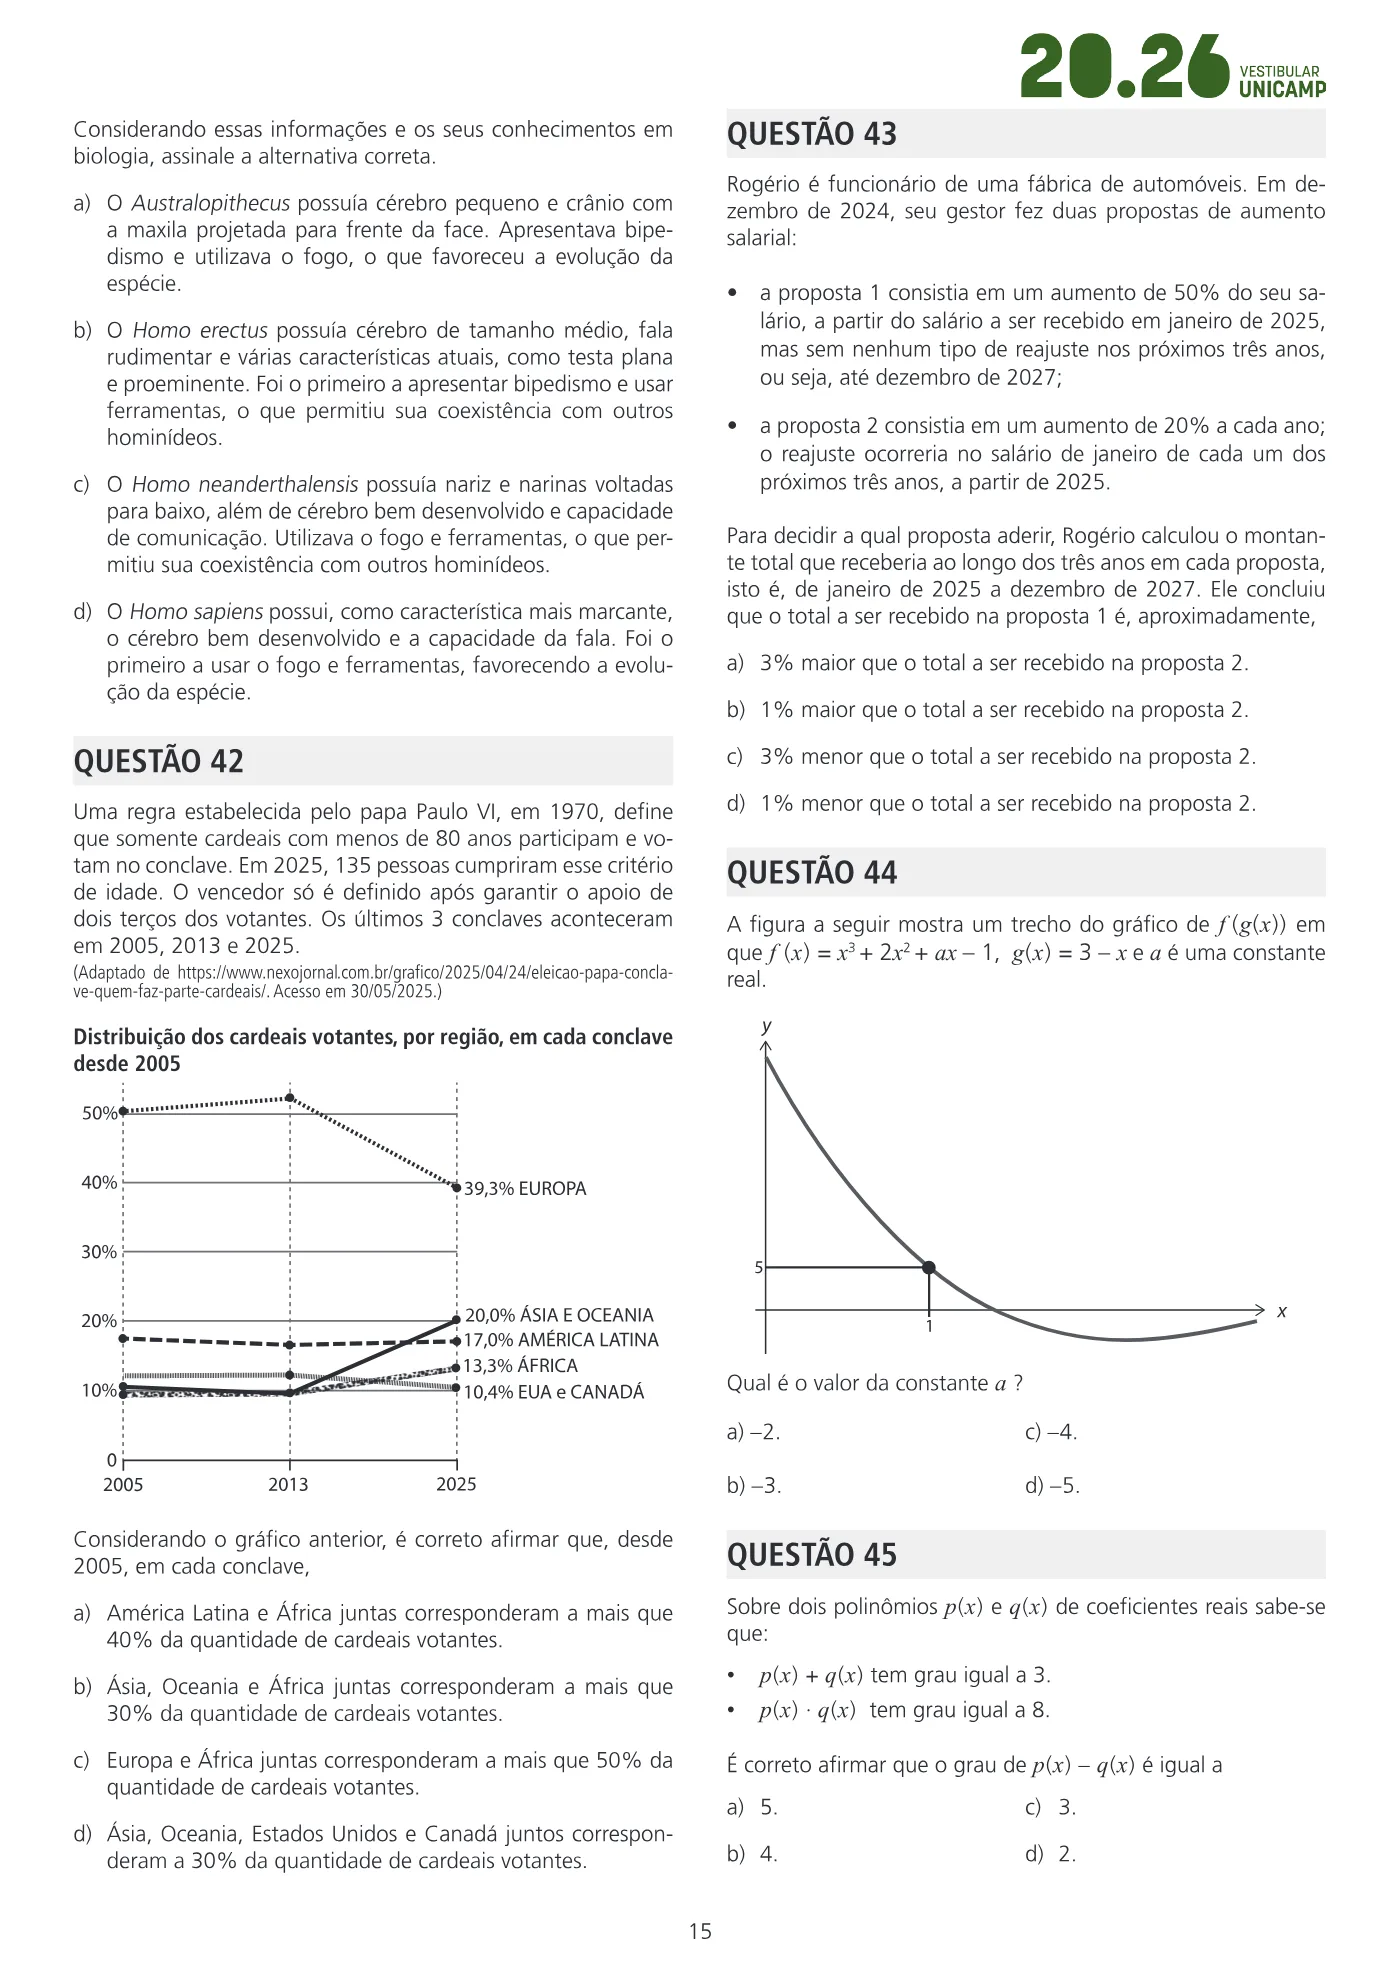 20.26 VESTIBULAR
UNICAMP
Considerando essas informações e os seus conhecimentos em
biologia, assinale a alternativa correta.
a) O Australopithecus possuía cérebro pequeno e crânio com
a maxila projetada para frente da face. Apresentava bipe-
dismo e utilizava o fogo, o que favoreceu a evolução da
espécie.
b) O Homo erectus possuía cérebro de tamanho médio, fala
rudimentar e várias características atuais, como testa plana
e proeminente. Foi o primeiro a apresentar bipedismo e usar
ferramentas, o que permitiu sua coexistência com outros
hominídeos.
c) O Homo neanderthalensis possuía nariz e narinas voltadas
para baixo, além de cérebro bem desenvolvido e capacidade
de comunicação. Utilizava o fogo e ferramentas, o que per-
mitiu sua coexistência com outros hominídeos.
d) O Homo sapiens possui, como característica mais marcante,
o cérebro bem desenvolvido e a capacidade da fala. Foi o
primeiro a usar o fogo e ferramentas, favorecendo a evolu-
ção da espécie.
QUESTÃO 42
Uma regra estabelecida pelo papa Paulo VI, em 1970, define
que somente cardeais com menos de 80 anos participam e vo-
tam no conclave. Em 2025, 135 pessoas cumpriram esse critério
de idade. O vencedor só é definido após garantir o apoio de
dois terços dos votantes. Os últimos 3 conclaves aconteceram
em 2005, 2013 e 2025.
(Adaptado de https://www.nexojornal.com.br/grafico/2025/04/24/eleicao-papa-concla-
ve-quem-faz-parte-cardeais/. Acesso em 30/05/2025.)
Distribuição dos cardeais votantes, por região, em cada conclave
desde 2005
50%
40%
39,3% EUROPA
30%
20%
20,0% ÁSIA E OCEANIA
17,0% AMÉRICA LATINA
13,3% ÁFRICA
10%
10,4% EUA e CANADÁ
0
2005 2013 2025
Considerando o gráfico anterior, é correto afirmar que, desde
2005, em cada conclave,
a) América Latina e África juntas corresponderam a mais que
40% da quantidade de cardeais votantes.
b) Ásia, Oceania e África juntas corresponderam a mais que
30% da quantidade de cardeais votantes.
c) Europa e África juntas corresponderam a mais que 50% da
quantidade de cardeais votantes.
d) Ásia, Oceania, Estados Unidos e Canadá juntos correspon-
deram a 30% da quantidade de cardeais votantes.
QUESTÃO 43
Rogério é funcionário de uma fábrica de automóveis. Em de-
zembro de 2024, seu gestor fez duas propostas de aumento
salarial:
• a proposta 1 consistia em um aumento de 50% do seu sa-
lário, a partir do salário a ser recebido em janeiro de 2025,
mas sem nenhum tipo de reajuste nos próximos três anos,
ou seja, até dezembro de 2027;
• a proposta 2 consistia em um aumento de 20% a cada ano;
o reajuste ocorreria no salário de janeiro de cada um dos
próximos três anos, a partir de 2025.
Para decidir a qual proposta aderir, Rogério calculou o montan-
te total que receberia ao longo dos três anos em cada proposta,
isto é, de janeiro de 2025 a dezembro de 2027. Ele concluiu
que o total a ser recebido na proposta 1 é, aproximadamente,
a) 3% maior que o total a ser recebido na proposta 2.
b) 1% maior que o total a ser recebido na proposta 2.
c) 3% menor que o total a ser recebido na proposta 2.
d) 1% menor que o total a ser recebido na proposta 2.
QUESTÃO 44
A figura a seguir mostra um trecho do gráfico de f (g(x)) em
que f (x) = x³ + 2x² + ax – 1, g(x) = 3 – x e a é uma constante
real.
y
5
1
x
Qual é o valor da constante a ?
a) –2. c) –4.
b) –3. d) –5.
QUESTÃO 45
Sobre dois polinômios p(x) e q(x) de coeficientes reais sabe-se
que:
• p(x) + q(x) tem grau igual a 3.
• p(x) · q(x) tem grau igual a 8.
É correto afirmar que o grau de p(x) – q(x) é igual a
a) 5. c) 3.
b) 4. d) 2.
15